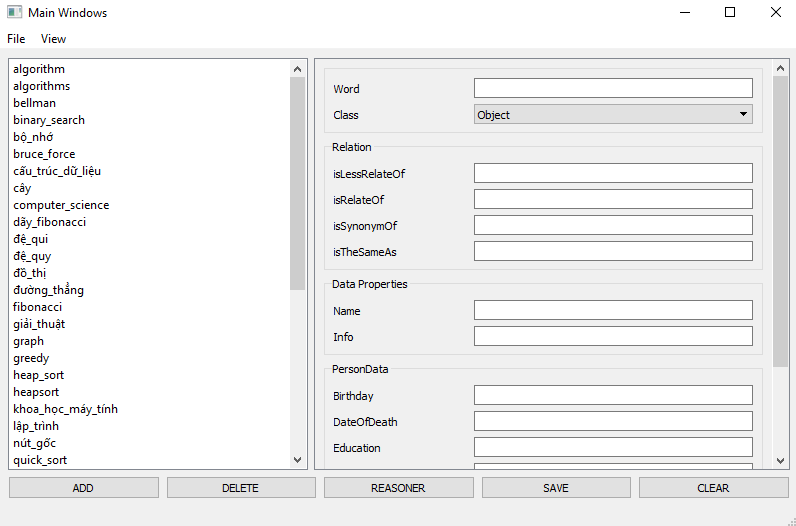 Main Windows
File View
algorithm
algorithms
bellman
binary_search
bộ_nhớ
bruce_force
cấu_trúc_dữ_liệu
cây
computer_science
dãy_fibonacci
đệ_qui
đệ_quy
đồ_thị
đường_thẳng
fibonacci
giải_thuật
graph
greedy
heap_sort
heapsort
khoa_học_máy_tính
lập_trình
nút_gốc
quick_sort
Word
Class Object
Relation
isLessRelateOf
isRelateOf
isSynonymOf
isTheSameAs
Data Properties
Name
Info
PersonData
Birthday
DateOfDeath
Education
ADD DELETE REASONER SAVE CLEAR